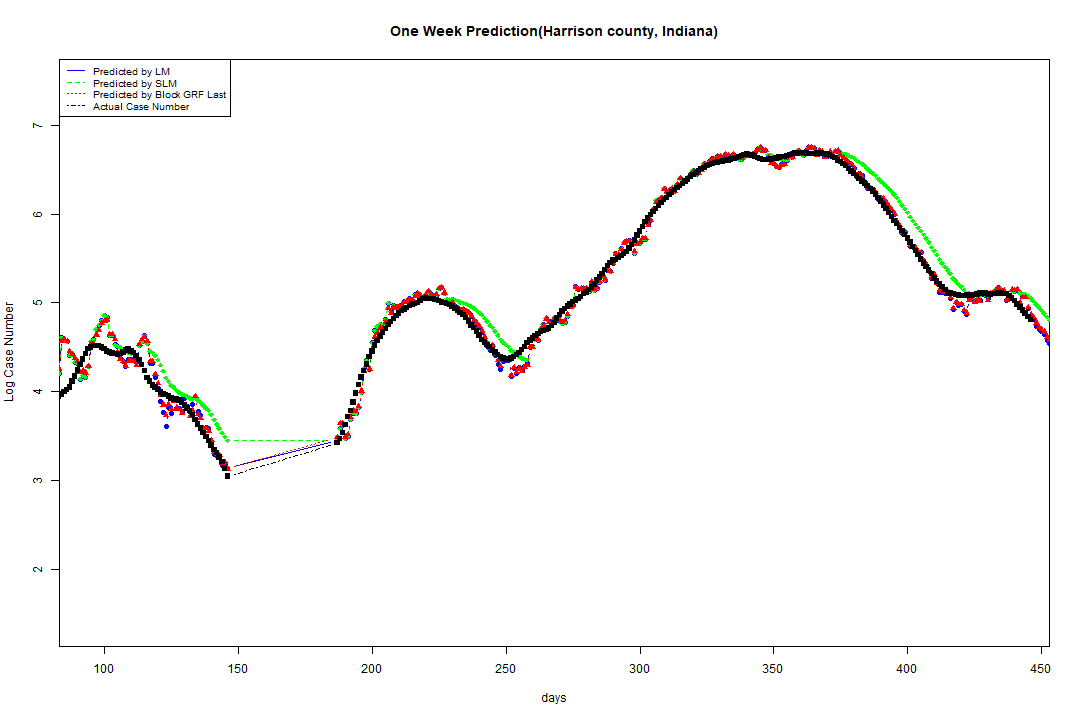 One Week Prediction(Harrison county, Indiana)
Predicted by LM
Predicted by SLM
Predicted by Block GRF Last
Actual Case Number
7
6
5
4
3
2
Log Case Number
100 150 200 250 300 350 400 450
days